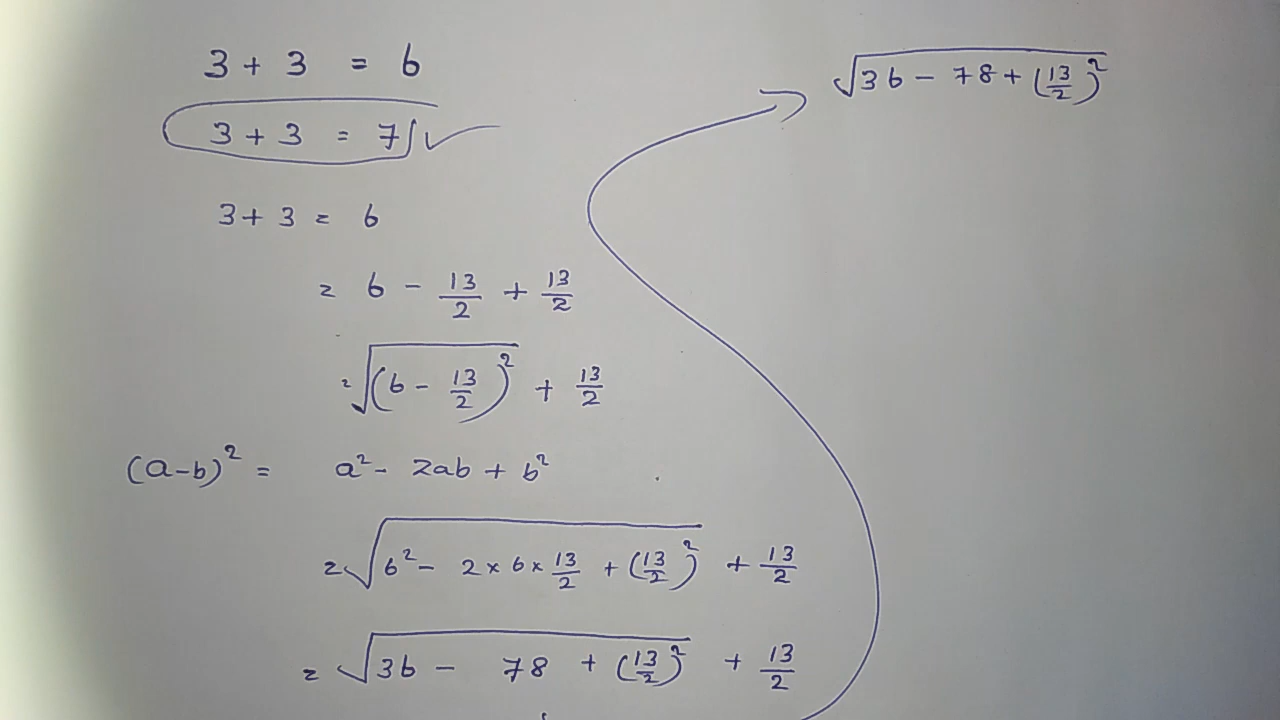 3 + 3 = 6
3 + 3 = 7 ✓
3 + 3 = 6
= 6 - 13/2 + 13/2
= √(6 - 13/2)² + 13/2
(a-b)² = a² - 2ab + b²
= √6² - 2 × 6 × 13/2 + (13/2)² + 13/2
= √36 - 78 + (13/2)² + 13/2
√36 - 78 + (13/2)²